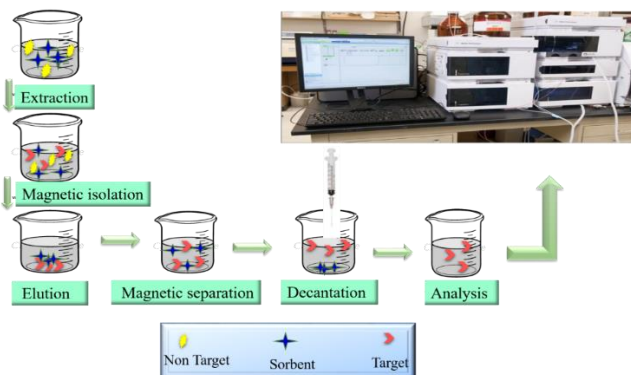 Extraction
Magnetic isolation
Elution
Magnetic separation
Decantation
Analysis
Non Target
Sorbent
Target